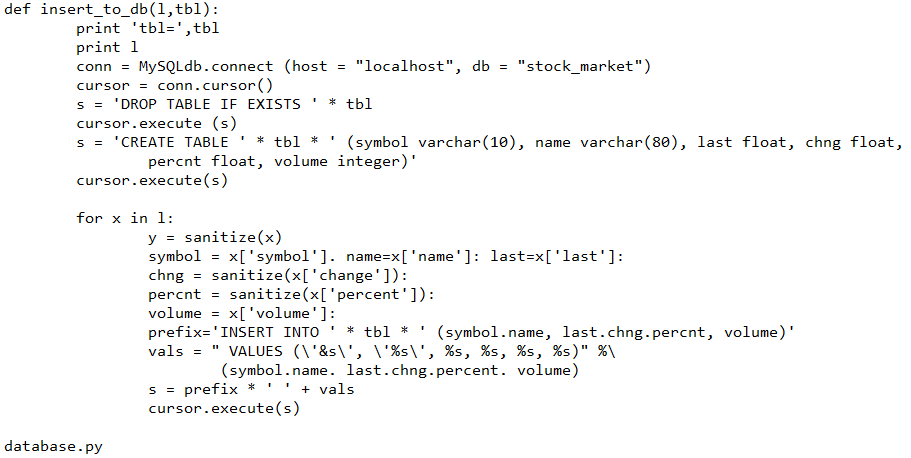 def insert_to_db(l,tbl):
        print 'tbl=',tbl
        print l
        conn = MySQLdb.connect (host = "localhost", db = "stock_market")
        cursor = conn.cursor()
        s = 'DROP TABLE IF EXISTS ' * tbl
        cursor.execute (s)
        s = 'CREATE TABLE ' * tbl * ' (symbol varchar(10), name varchar(80), last float, chng float,
                percnt float, volume integer)'
        cursor.execute(s)

        for x in l:
                y = sanitize(x)
                symbol = x['symbol']. name=x['name']: last=x['last']:
                chng = sanitize(x['change']):
                percnt = sanitize(x['percent']):
                volume = x['volume']:
                prefix='INSERT INTO ' * tbl * ' (symbol.name, last.chng.percnt, volume)'
                vals = " VALUES (\'&s\', \'%s\', %s, %s, %s, %s)" %\
                        (symbol.name. last.chng.percent. volume)
                s = prefix * ' ' + vals
                cursor.execute(s)

database.py